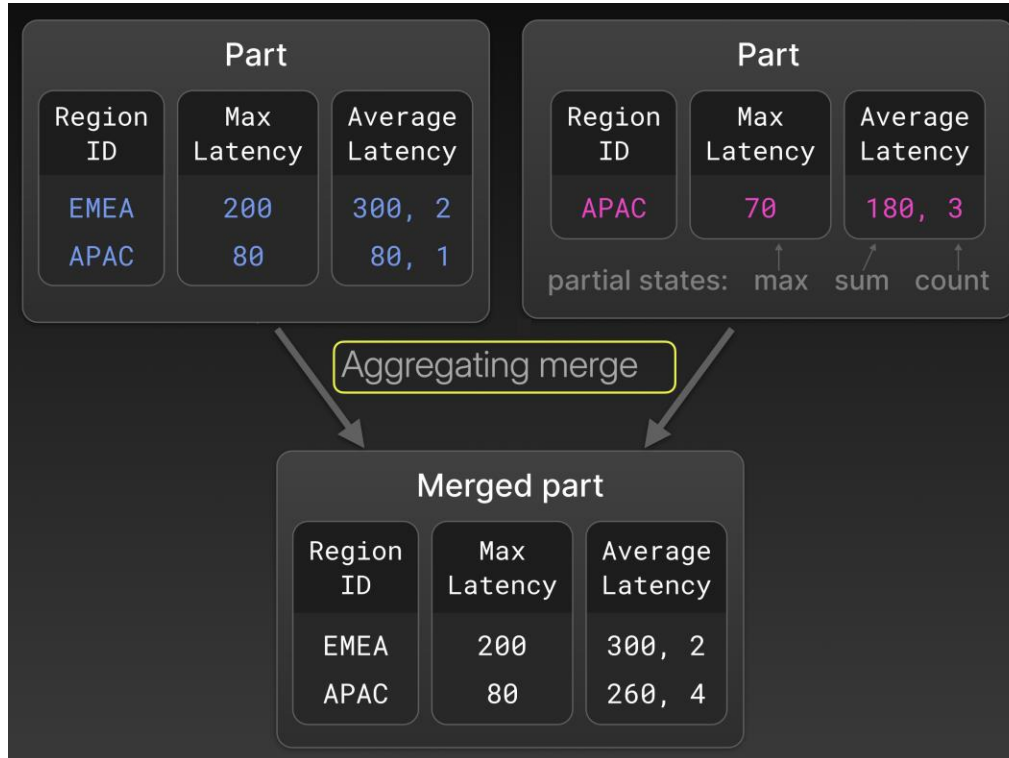 Part
Region ID
Max Latency
Average Latency
EMEA 200 300, 2
APAC 80 80, 1
Part
Region ID
Max Latency
Average Latency
APAC 70 180, 3
partial states: max sum count
Aggregating merge
Merged part
Region ID
Max Latency
Average Latency
EMEA 200 300, 2
APAC 80 260, 4